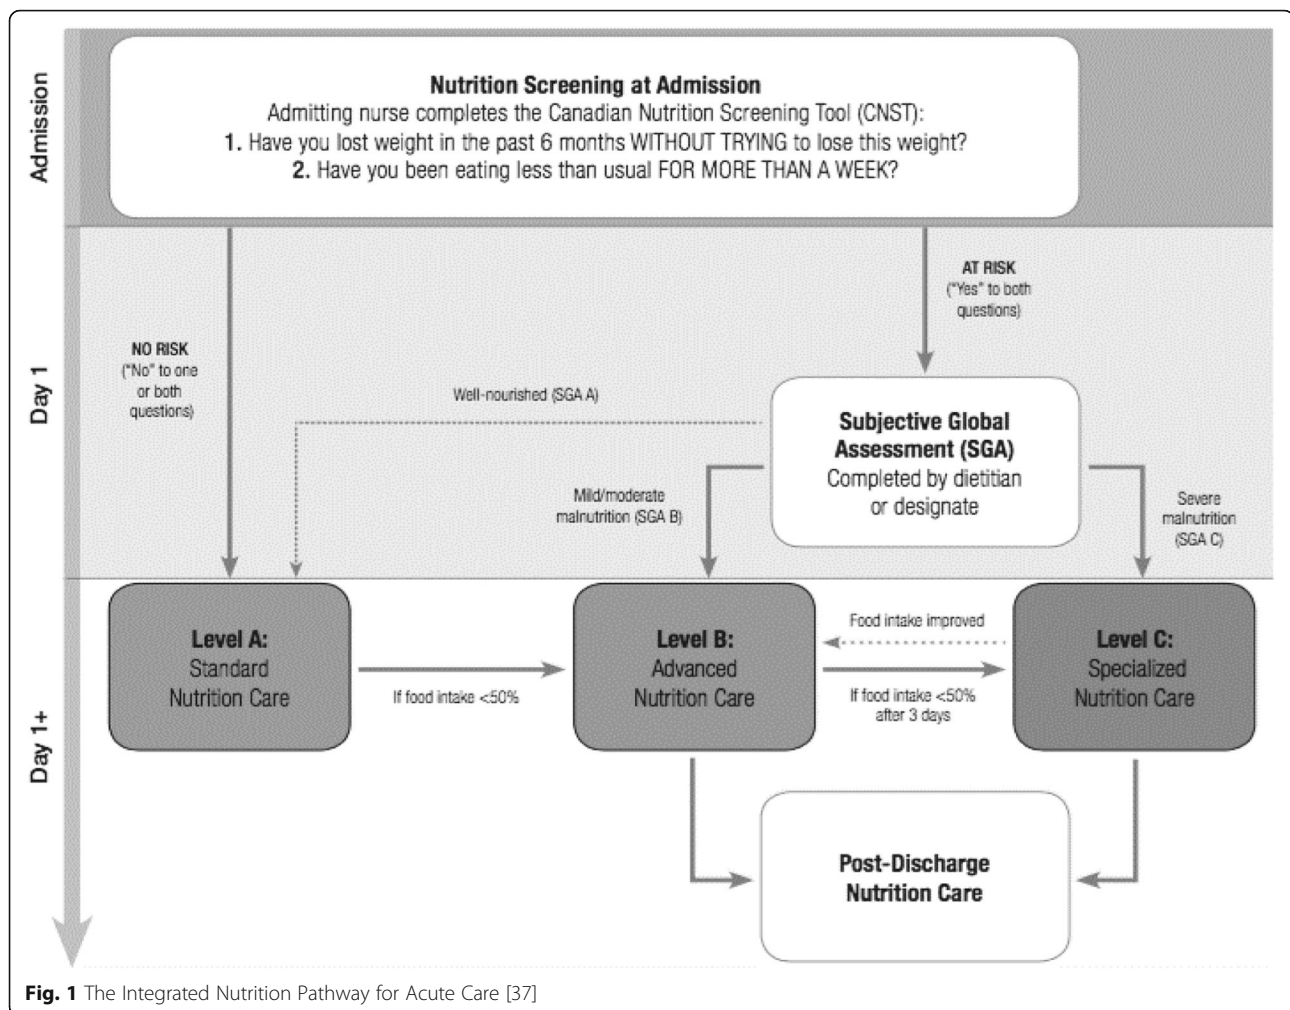 Admission
Nutrition Screening at Admission
Admitting nurse completes the Canadian Nutrition Screening Tool (CNST):
1. Have you lost weight in the past 6 months WITHOUT TRYING to lose this weight?
2. Have you been eating less than usual FOR MORE THAN A WEEK?
Day 1
NO RISK
("No" to one
or both
questions)
AT RISK
("Yes" to both
questions)
Well-nourished (SGA A)
Subjective Global
Assessment (SGA)
Completed by dietitian
or designate
Mild/moderate
malnutrition (SGA B)
Severe
malnutrition
(SGA C)
Day 1+
Level A:
Standard
Nutrition Care
If food intake <50%
Level B:
Advanced
Nutrition Care
Food intake improved
If food intake <50%
after 3 days
Level C:
Specialized
Nutrition Care
Post-Discharge
Nutrition Care
Fig. 1 The Integrated Nutrition Pathway for Acute Care [37]